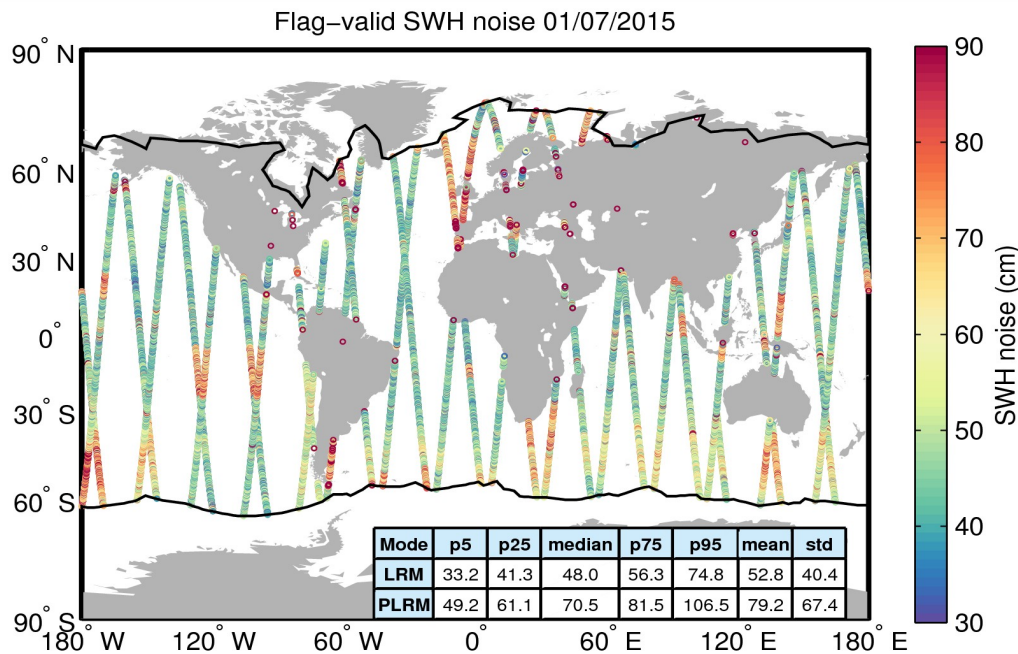 Flag−valid SWH noise 01/07/2015
90° N
60° N
30° N
0°
30° S
60° S
90° S
180° W
120° W
60° W
0°
60° E
120° E
180° E
Mode p5 p25 median p75 p95 mean std
LRM 33.2 41.3 48.0 56.3 74.8 52.8 40.4
PLRM 49.2 61.1 70.5 81.5 106.5 79.2 67.4
90
80
70
60
50
40
30
SWH noise (cm)